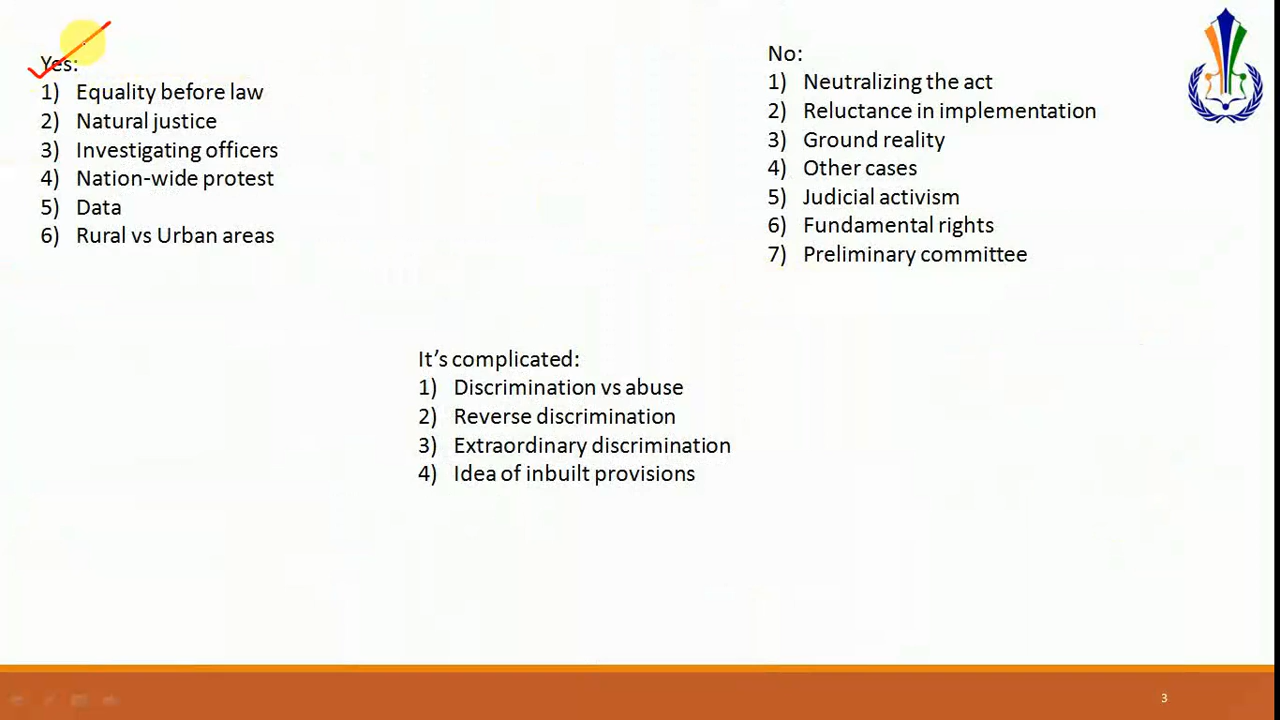 Yes:
1) Equality before law
2) Natural justice
3) Investigating officers
4) Nation-wide protest
5) Data
6) Rural vs Urban areas
No:
1) Neutralizing the act
2) Reluctance in implementation
3) Ground reality
4) Other cases
5) Judicial activism
6) Fundamental rights
7) Preliminary committee
It's complicated:
1) Discrimination vs abuse
2) Reverse discrimination
3) Extraordinary discrimination
4) Idea of inbuilt provisions
3